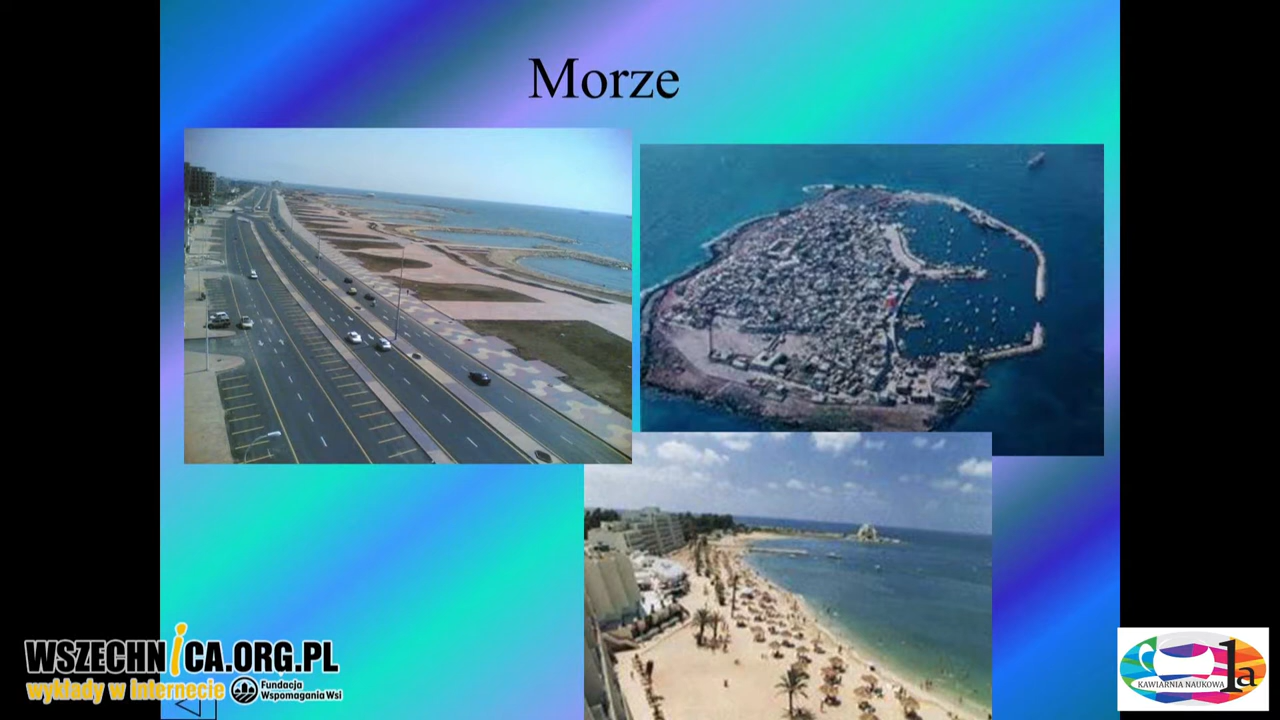 Morze
WSZECHNiCA.ORG.PL
wykłady w Internecie
Fundacja
Wspomagania Wsi
KAWIARNIA NAUKOWA
1a